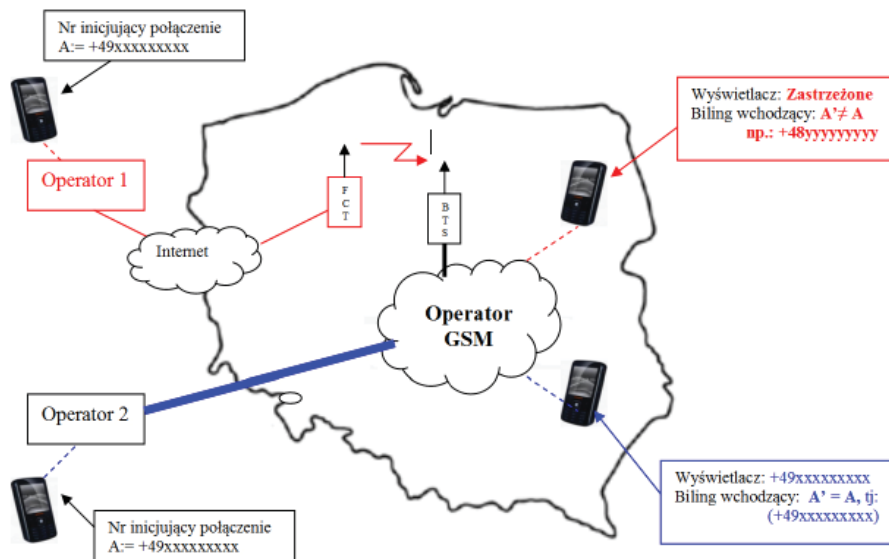 Nr inicjujący połączenie
A:= +49xxxxxxxxx
Wyświetlacz: Zastrzeżone
Biling wchodzący: A'≠ A
np.: +48yyyyyyyyy
Operator 1
F
C
T
B
T
S
Internet
Operator
GSM
Operator 2
Wyświetlacz: +49xxxxxxxxx
Biling wchodzący: A' = A, tj:
(+49xxxxxxxxx)
Nr inicjujący połączenie
A:= +49xxxxxxxxx